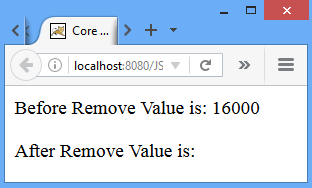 Core ...
localhost:8080/JS
Before Remove Value is: 16000
After Remove Value is: